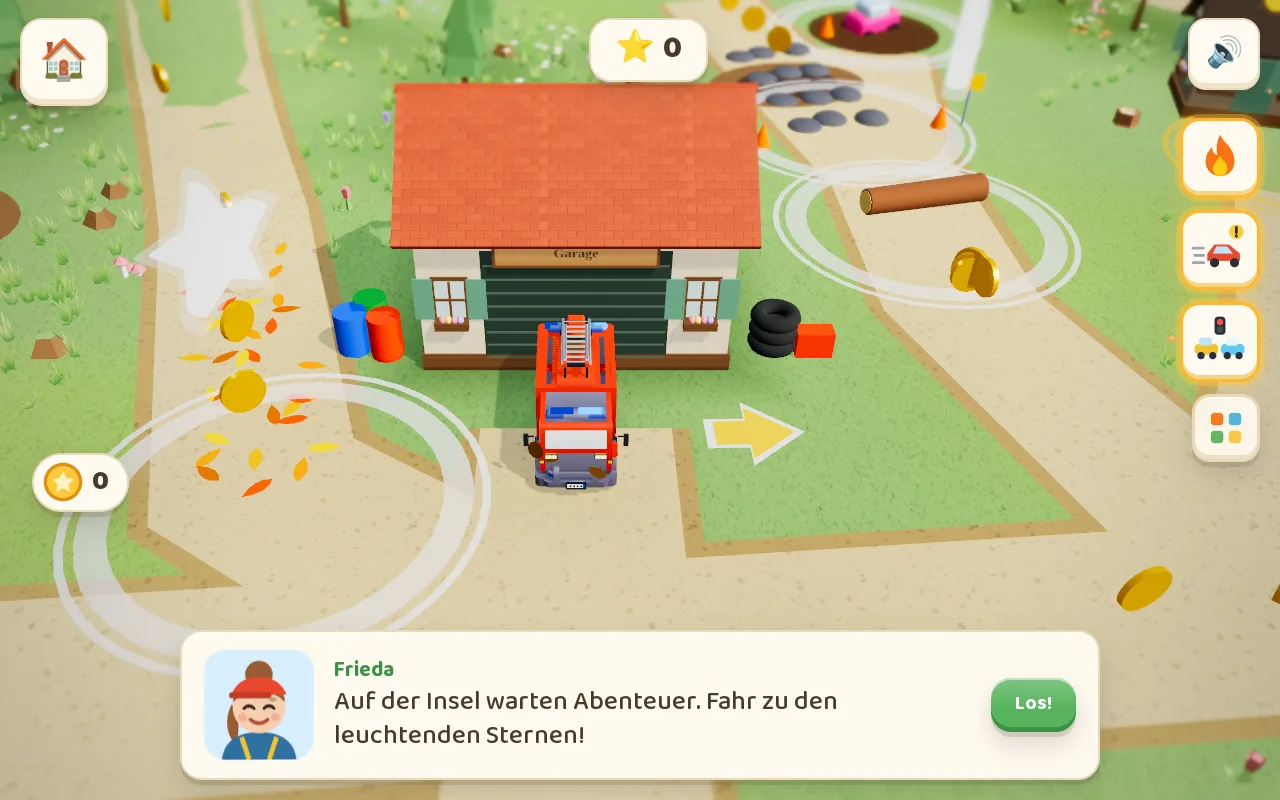 0
Garage
0
Frieda
Auf der Insel warten Abenteuer. Fahr zu den
leuchtenden Sternen!
Los!